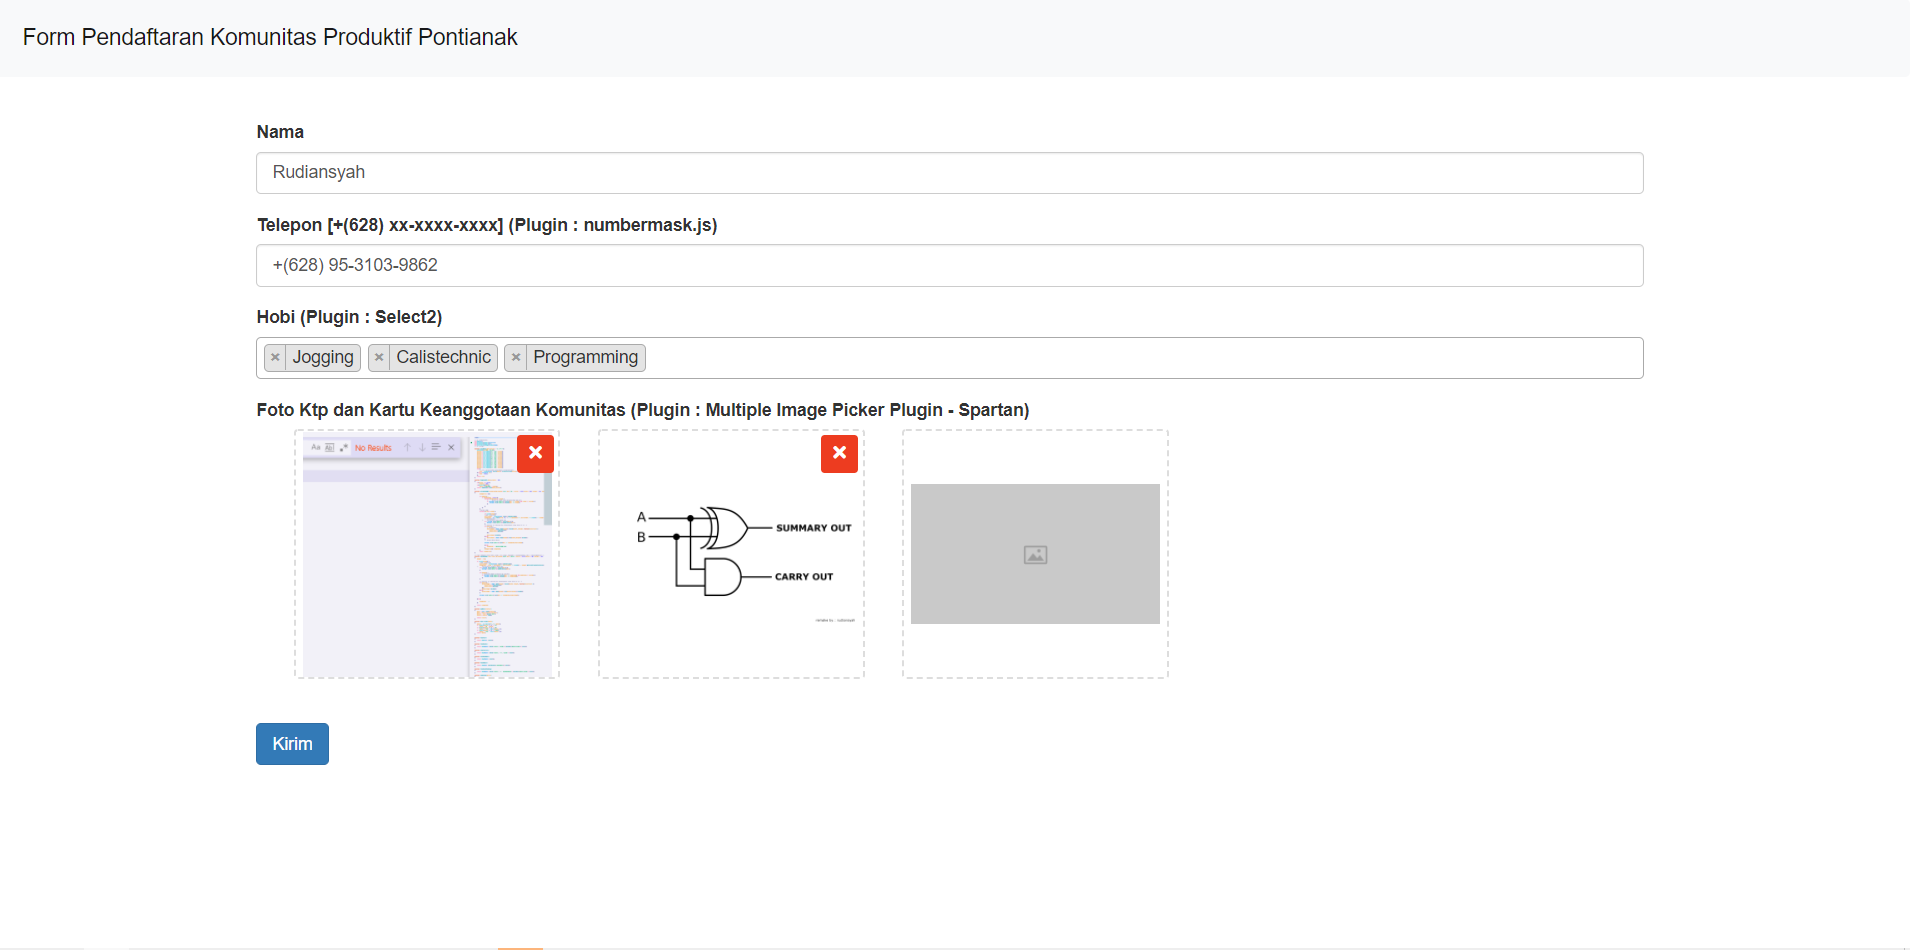 Form Pendaftaran Komunitas Produktif Pontianak
Nama
Rudiansyah
Telepon [+(628) xx-xxxx-xxxx] (Plugin : numbermask.js)
+(628) 95-3103-9862
Hobi (Plugin : Select2)
× Jogging × Calistechnic × Programming
Foto Ktp dan Kartu Keanggotaan Komunitas (Plugin : Multiple Image Picker Plugin - Spartan)
Aa Ab No Results
A
B
SUMMARY OUT
CARRY OUT
Kirim